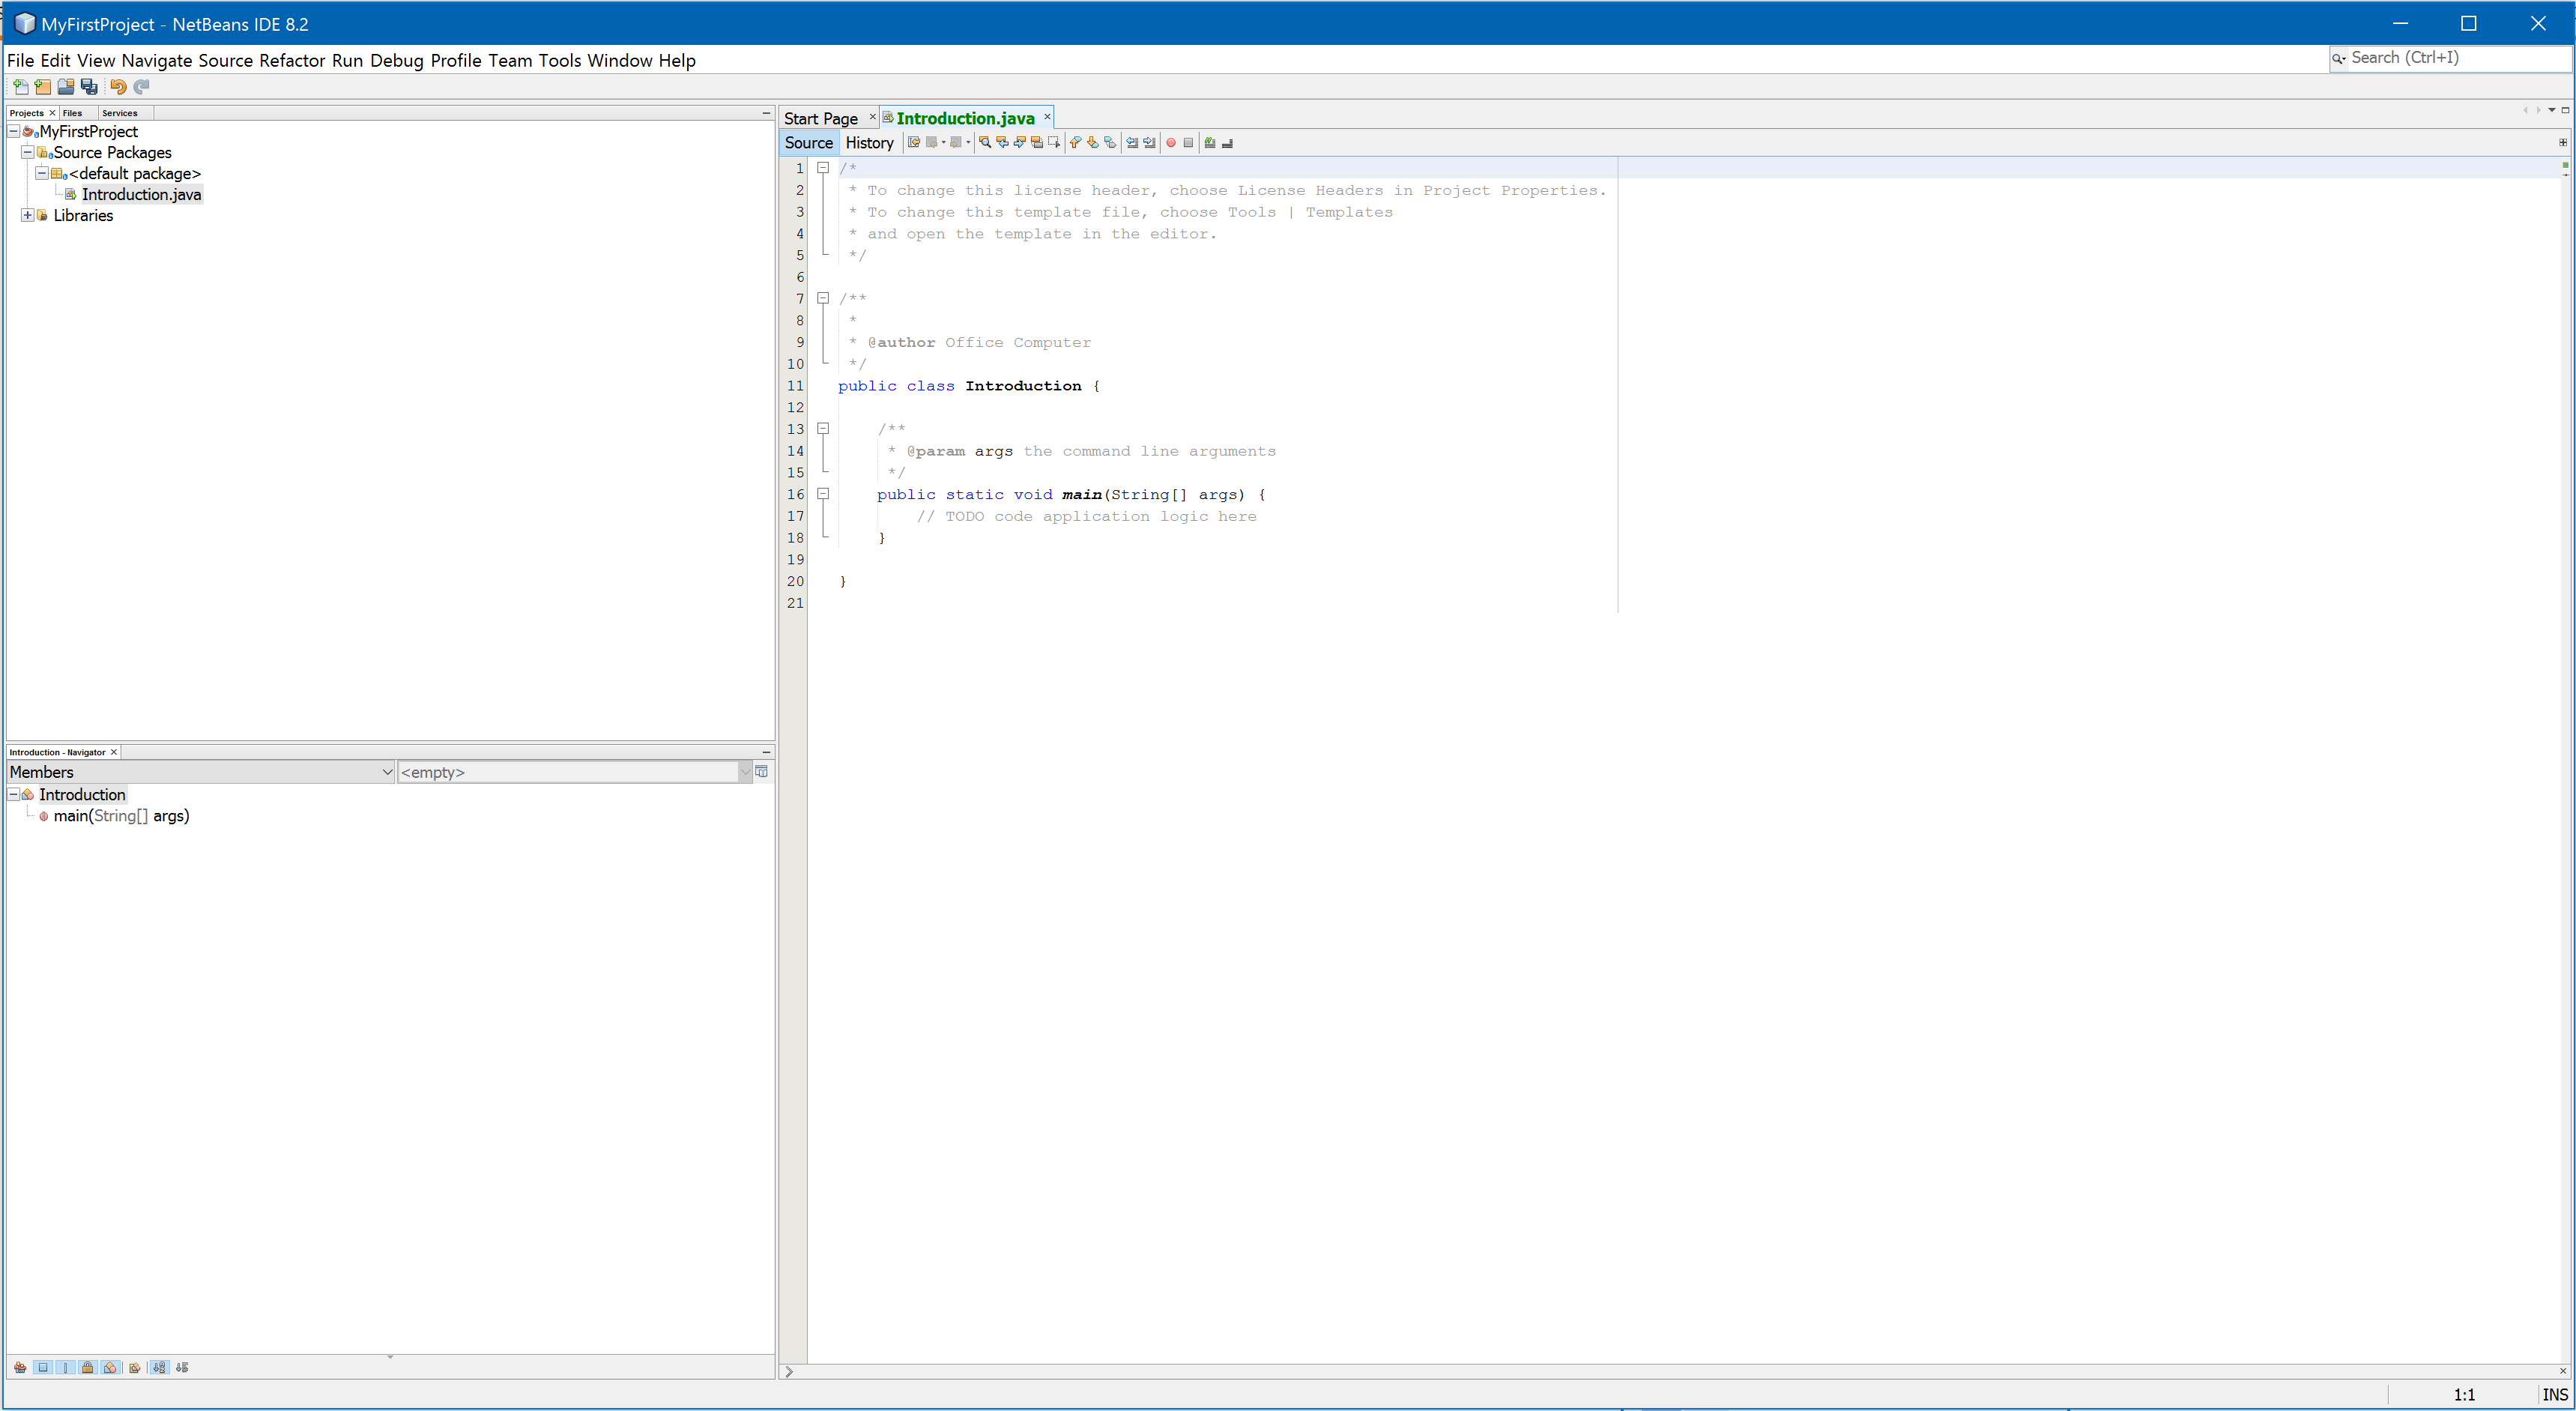 MyFirstProject - NetBeans IDE 8.2
File Edit View Navigate Source Refactor Run Debug Profile Team Tools Window Help
Search (Ctrl+I)
Projects Files Services
MyFirstProject
Source Packages
<default package>
Introduction.java
Libraries
Introduction - Navigator
Members
<empty>
Introduction
main(String[] args)
Start Page Introduction.java
Source History
1 /*
2 * To change this license header, choose License Headers in Project Properties.
3 * To change this template file, choose Tools | Templates
4 * and open the template in the editor.
5 */
6
7 /**
8 *
9 * @author Office Computer
10 */
11 public class Introduction {
12
13 /**
14 * @param args the command line arguments
15 */
16 public static void main(String[] args) {
17 // TODO code application logic here
18 }
19
20 }
21
1:1 INS